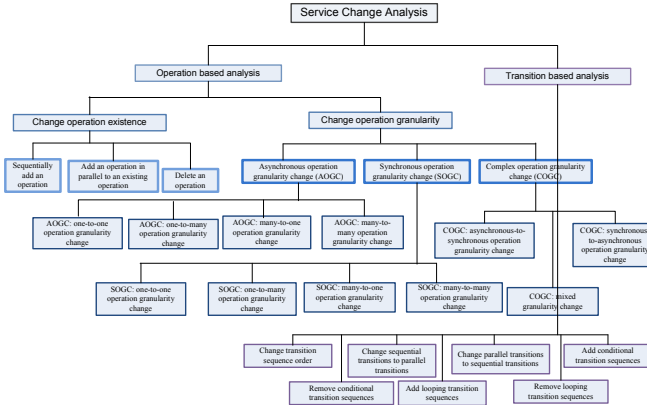 Service Change Analysis
Operation based analysis
Transition based analysis
Change operation existence
Change operation granularity
Sequentially
add an
operation
Add an operation in
parallel to an existing
operation
Delete an
operation
Asynchronous operation
granularity change (AOGC)
Synchronous operation
granularity change (SOGC)
Complex operation granularity
change (COGC)
AOGC: one-to-one
operation granularity
change
AOGC: one-to-many
operation granularity
change
AOGC: many-to-one
operation granularity
change
AOGC: many-to-
many operation
granularity change
COGC: asynchronous-to-
synchronous operation
granularity change
COGC: synchronous-
to-asynchronous
operation granularity
change
SOGC: one-to-one
operation granularity
change
SOGC: one-to-many
operation granularity
change
SOGC: many-to-one
operation granularity
change
SOGC: many-to-many
operation granularity
change
COGC: mixed
granularity change
Change transition
sequence order
Change sequential
transitions to parallel
transitions
Change parallel transitions
to sequential transitions
Add conditional
transition sequences
Remove conditional
transition sequences
Add looping transition
sequences
Remove looping
transition sequences